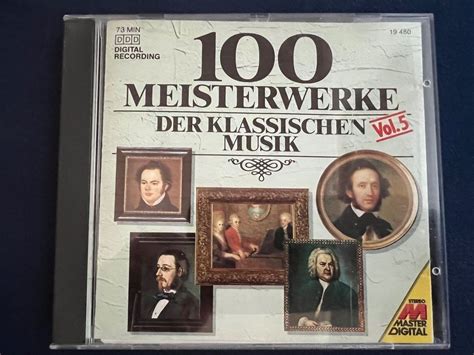 73 MIN
DDD
DIGITAL
RECORDING
19 480
100
MEISTERWERKE
DER KLASSISCHEN
Vol.5
MUSIK
STEREO
M
MASTER
DIGITAL